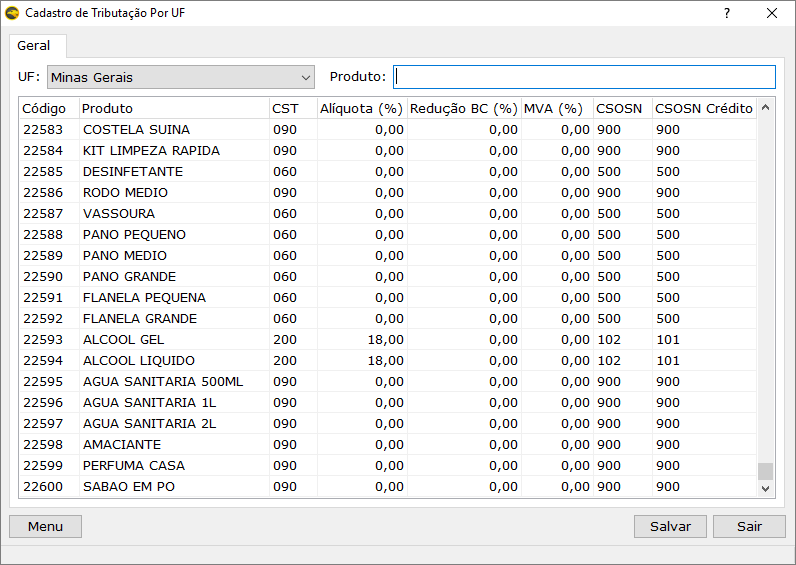 Cadastro de Tributação Por UF ?
Geral
UF: Minas Gerais Produto:
Código Produto CST Alíquota (%) Redução BC (%) MVA (%) CSOSN CSOSN Crédito
22583 COSTELA SUINA 090 0,00 0,00 0,00 900 900
22584 KIT LIMPEZA RAPIDA 090 0,00 0,00 0,00 900 900
22585 DESINFETANTE 060 0,00 0,00 0,00 500 500
22586 RODO MEDIO 090 0,00 0,00 0,00 900 900
22587 VASSOURA 060 0,00 0,00 0,00 500 500
22588 PANO PEQUENO 060 0,00 0,00 0,00 500 500
22589 PANO MEDIO 060 0,00 0,00 0,00 500 500
22590 PANO GRANDE 060 0,00 0,00 0,00 500 500
22591 FLANELA PEQUENA 060 0,00 0,00 0,00 500 500
22592 FLANELA GRANDE 060 0,00 0,00 0,00 500 500
22593 ALCOOL GEL 200 18,00 0,00 0,00 102 101
22594 ALCOOL LIQUIDO 200 18,00 0,00 0,00 102 101
22595 AGUA SANITARIA 500ML 090 0,00 0,00 0,00 900 900
22596 AGUA SANITARIA 1L 090 0,00 0,00 0,00 900 900
22597 AGUA SANITARIA 2L 090 0,00 0,00 0,00 900 900
22598 AMACIANTE 090 0,00 0,00 0,00 900 900
22599 PERFUMA CASA 090 0,00 0,00 0,00 900 900
22600 SABAO EM PO 090 0,00 0,00 0,00 900 900
Menu Salvar Sair